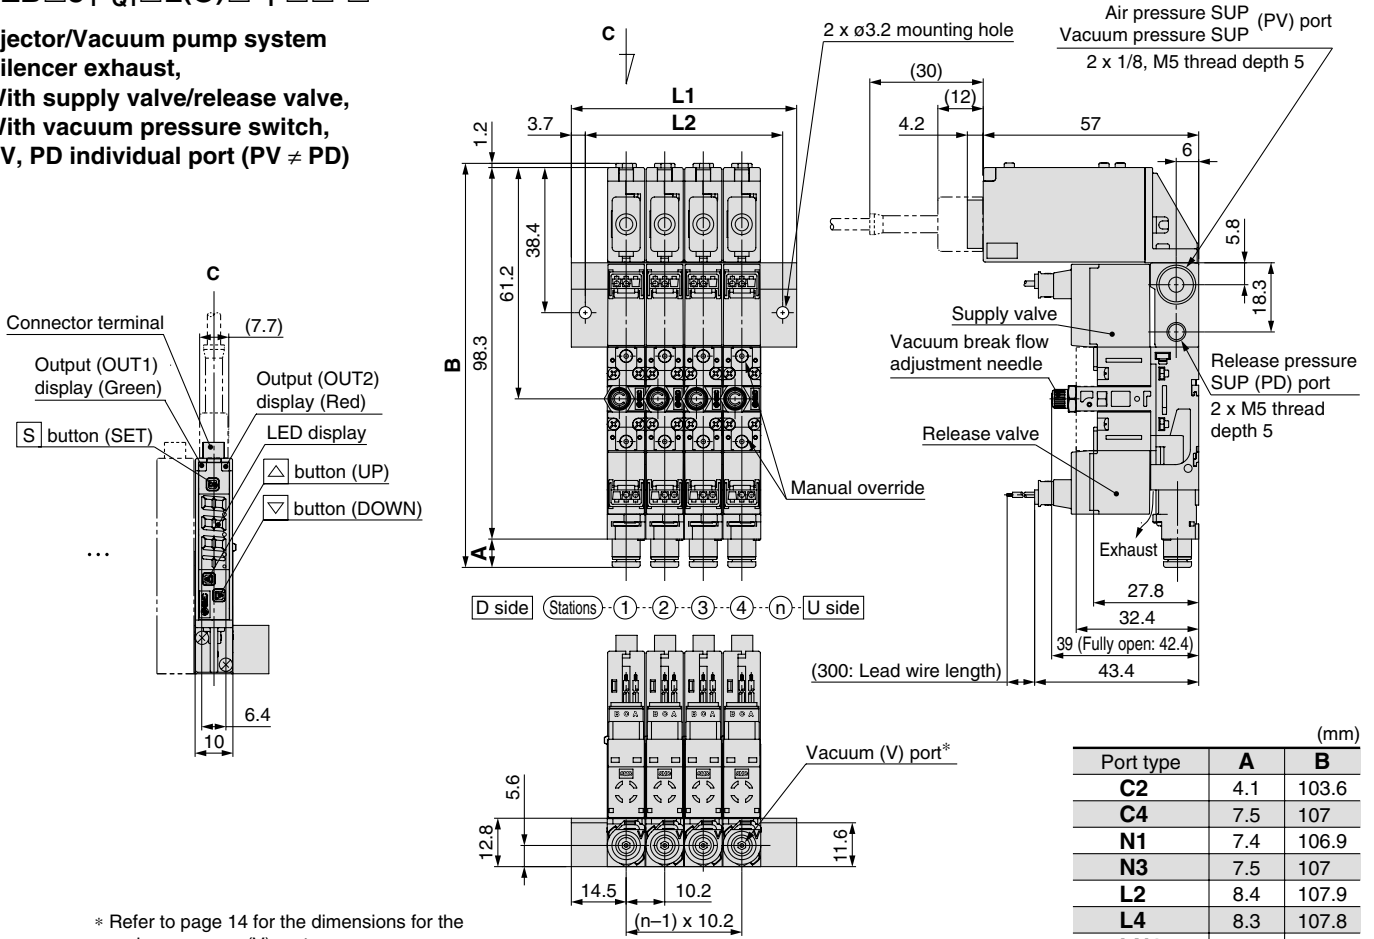 jector/Vacuum pump system
ilencer exhaust,
With supply valve/release valve,
With vacuum pressure switch,
V, PD individual port (PV ≠ PD)
C
2 x ø3.2 mounting hole
Air pressure SUP
Vacuum pressure SUP
(PV) port
2 x 1/8, M5 thread depth 5
L1
L2
3.7
1.2
(30)
(12)
4.2
57
6
5.8
18.3
38.4
61.2
98.3
B
A
C
Connector terminal
(7.7)
Output (OUT1)
display (Green)
Output (OUT2)
display (Red)
S button (SET)
LED display
△ button (UP)
▽ button (DOWN)
...
6.4
10
Supply valve
Vacuum break flow
adjustment needle
Release valve
Release pressure
SUP (PD) port
2 x M5 thread
depth 5
Manual override
Exhaust
27.8
32.4
39 (Fully open: 42.4)
(300: Lead wire length)
43.4
D side Stations 1 2 3 4 n U side
Vacuum (V) port*
5.6
12.8
11.6
14.5
10.2
(n–1) x 10.2
(mm)
Port type A B
C2 4.1 103.6
C4 7.5 107
N1 7.4 106.9
N3 7.5 107
L2 8.4 107.9
L4 8.3 107.8
* Refer to page 14 for the dimensions for the